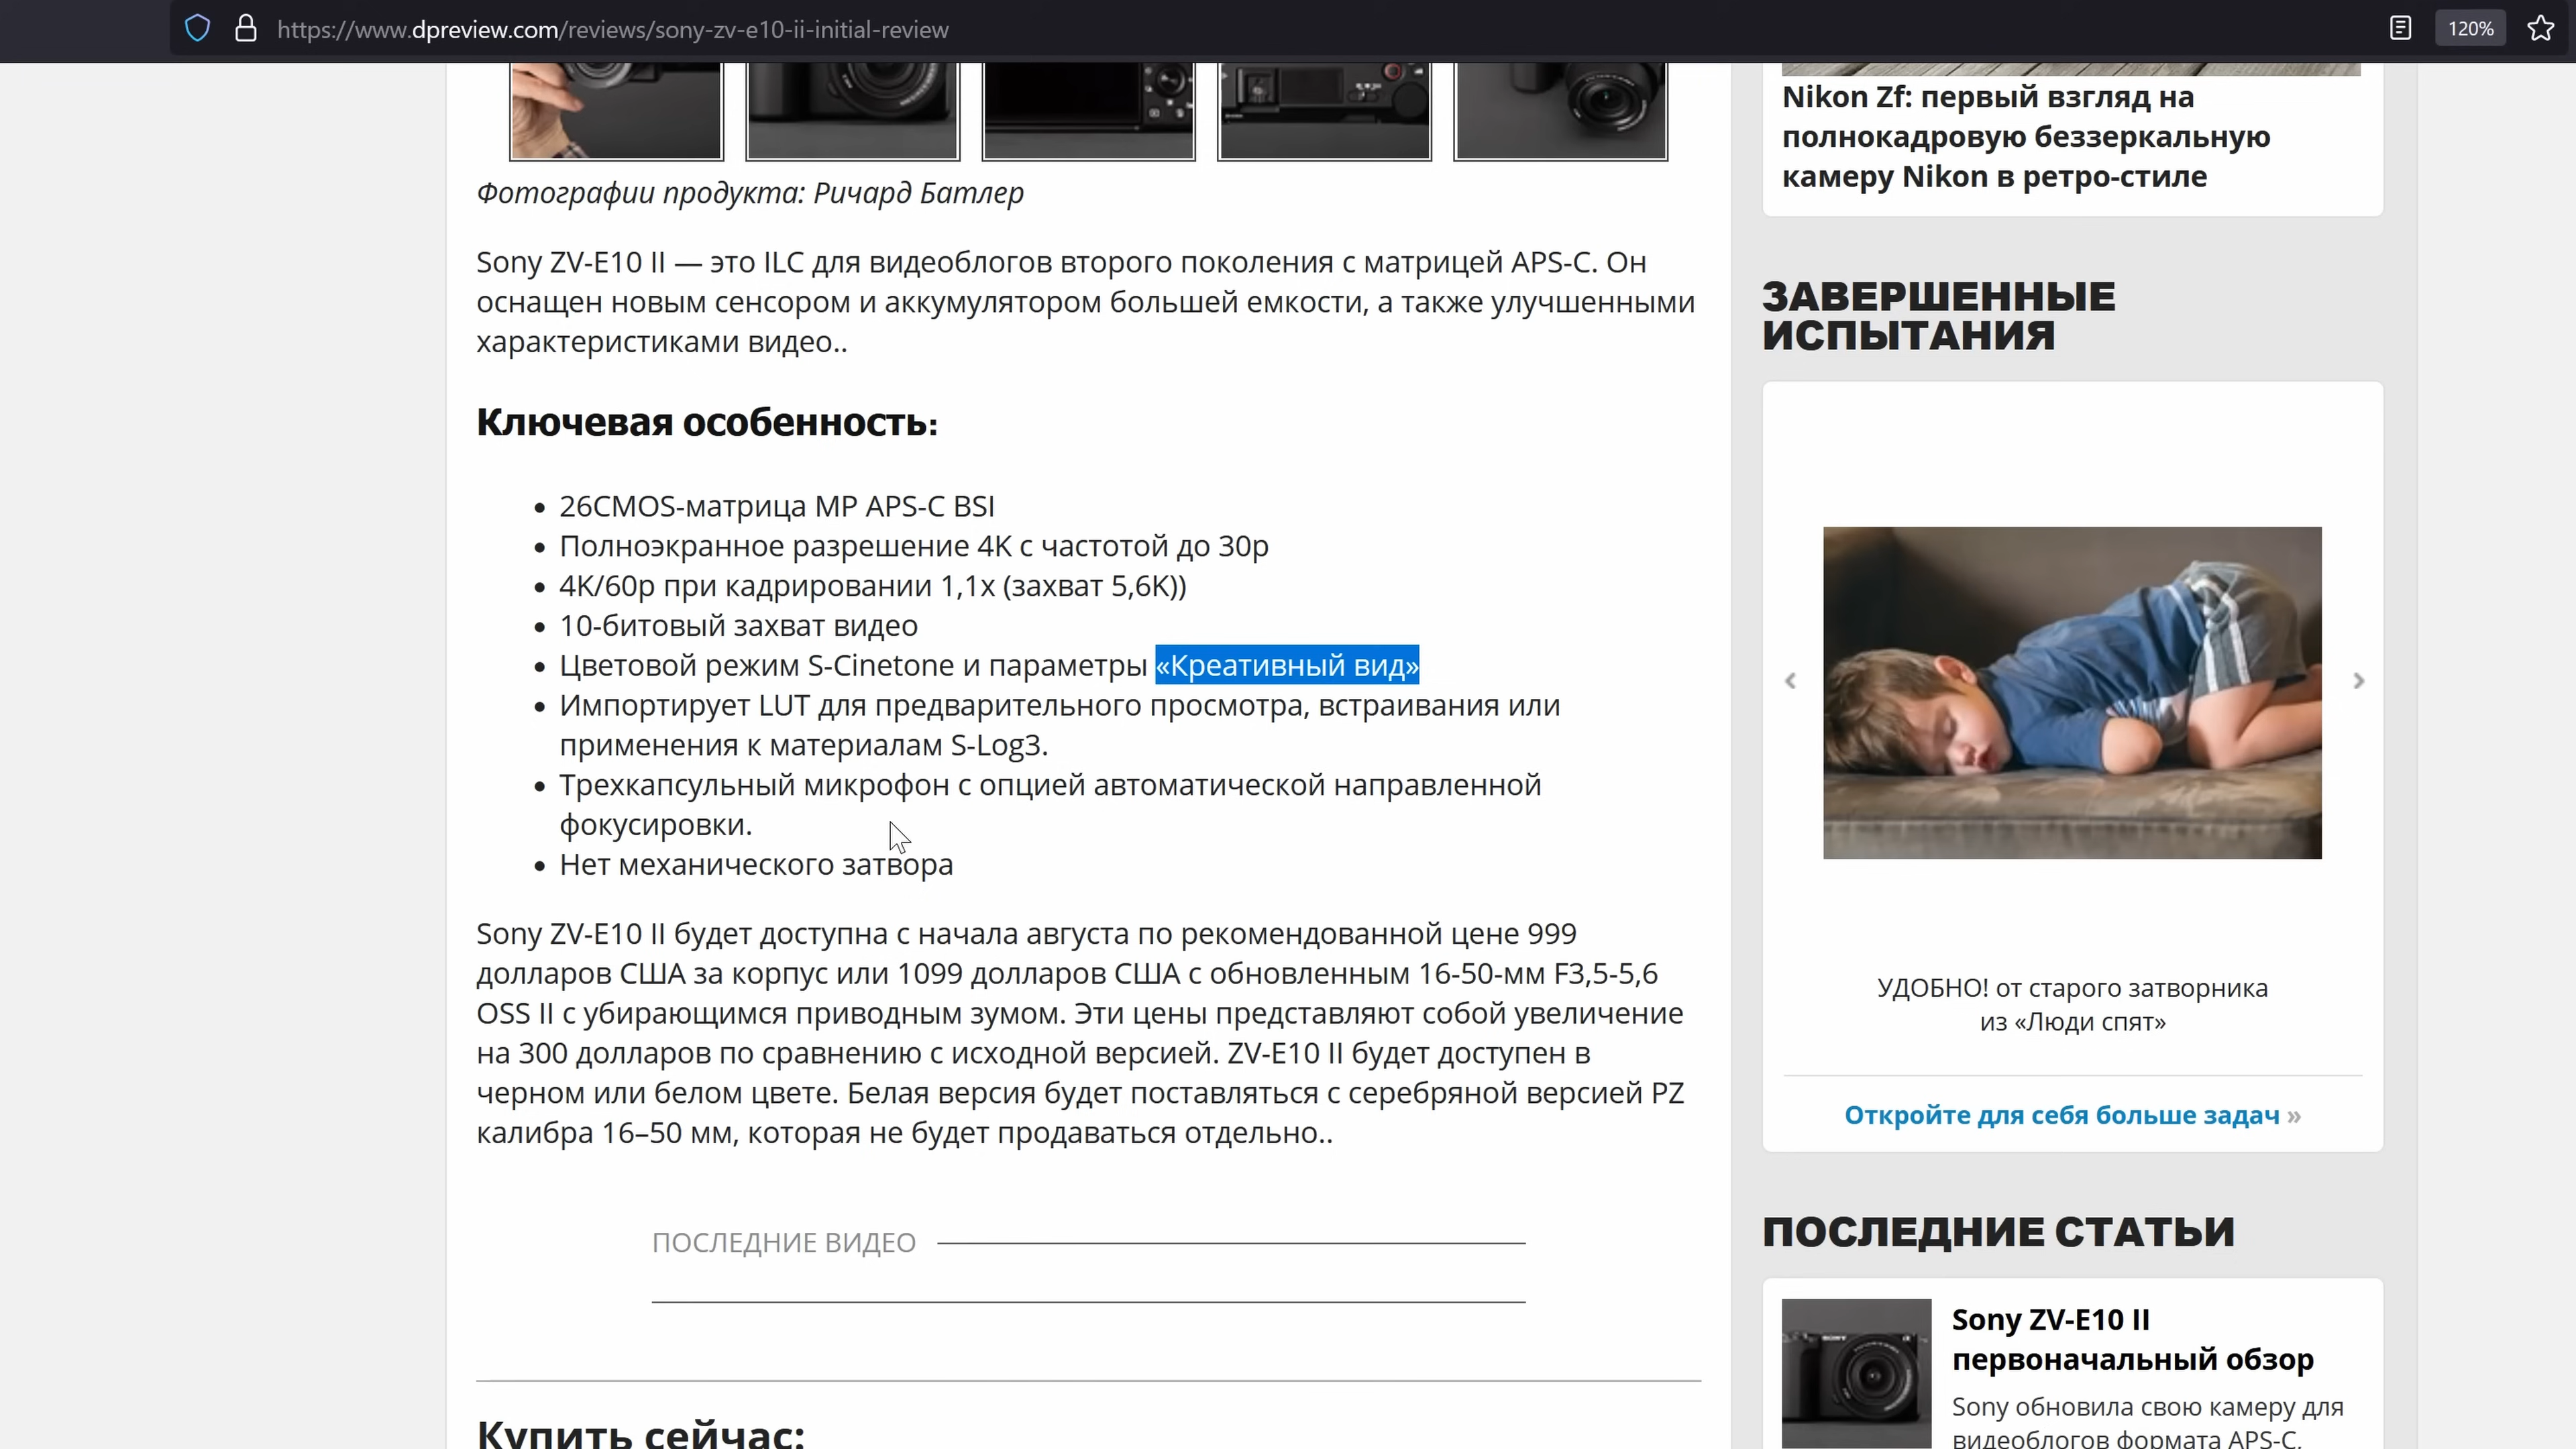 https://www.dpreview.com/reviews/sony-zv-e10-ii-initial-review
120%
Фотографии продукта: Ричард Батлер
Sony ZV-E10 II — это ILC для видеоблогов второго поколения с матрицей APS-C. Он
оснащен новым сенсором и аккумулятором большей емкости, а также улучшенными
характеристиками видео..
Ключевая особенность:
• 26CMOS-матрица MP APS-C BSI
• Полноэкранное разрешение 4K с частотой до 30p
• 4K/60p при кадрировании 1,1x (захват 5,6K))
• 10-битовый захват видео
• Цветовой режим S-Cinetone и параметры «Креативный вид»
• Импортирует LUT для предварительного просмотра, встраивания или
применения к материалам S-Log3.
• Трехкапсульный микрофон с опцией автоматической направленной
фокусировки.
• Нет механического затвора
Sony ZV-E10 II будет доступна с начала августа по рекомендованной цене 999
долларов США за корпус или 1099 долларов США с обновленным 16-50-мм F3,5-5,6
OSS II с убирающимся приводным зумом. Эти цены представляют собой увеличение
на 300 долларов по сравнению с исходной версией. ZV-E10 II будет доступен в
черном или белом цвете. Белая версия будет поставляться с серебряной версией PZ
калибра 16–50 мм, которая не будет продаваться отдельно..
ПОСЛЕДНИЕ ВИДЕО
Купить сейчас:
Nikon Zf: первый взгляд на
полнокадровую беззеркальную
камеру Nikon в ретро-стиле
ЗАВЕРШЕННЫЕ
ИСПЫТАНИЯ
УДОБНО! от старого затворника
из «Люди спят»
Откройте для себя больше задач »
ПОСЛЕДНИЕ СТАТЬИ
Sony ZV-E10 II
первоначальный обзор
Sony обновила свою камеру для
видеоблогов формата APS-C,